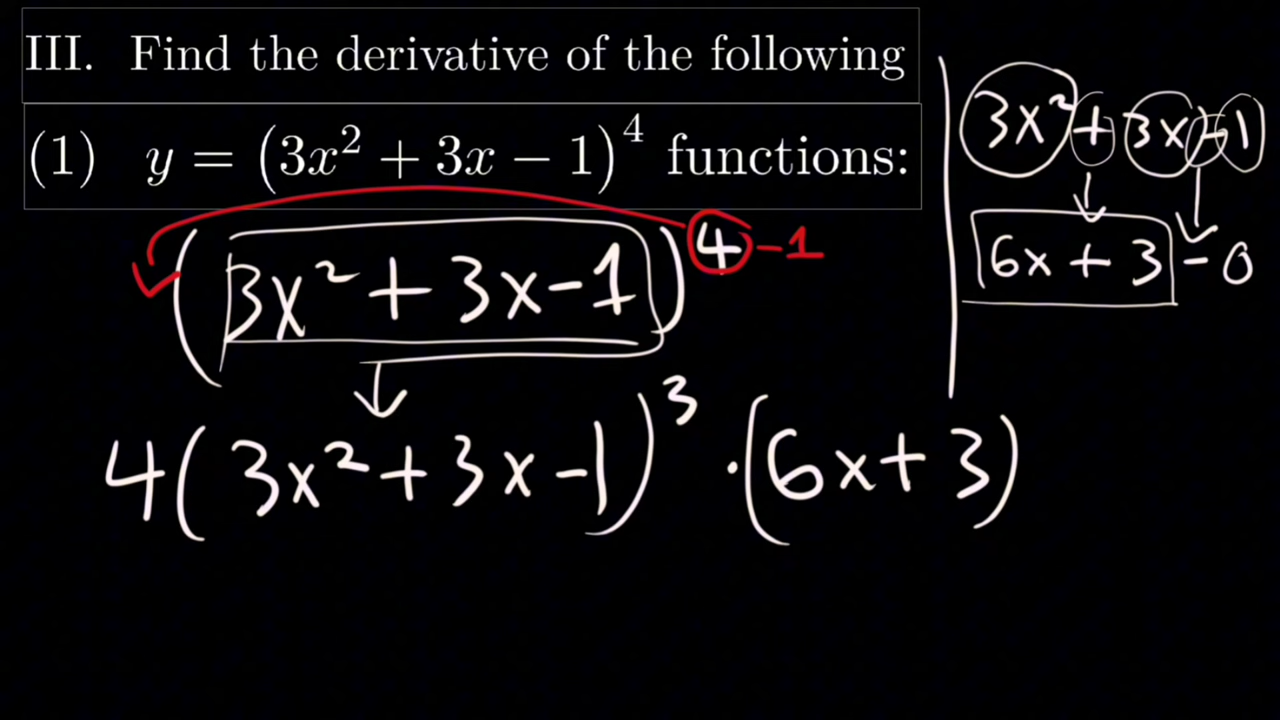 III. Find the derivative of the following
(1) y = (3x² + 3x − 1)⁴ functions:
3x² + 3x - 1
6x + 3 - 0
(3x² + 3x - 1)⁴ - 1
4(3x² + 3x - 1)³ · (6x + 3)